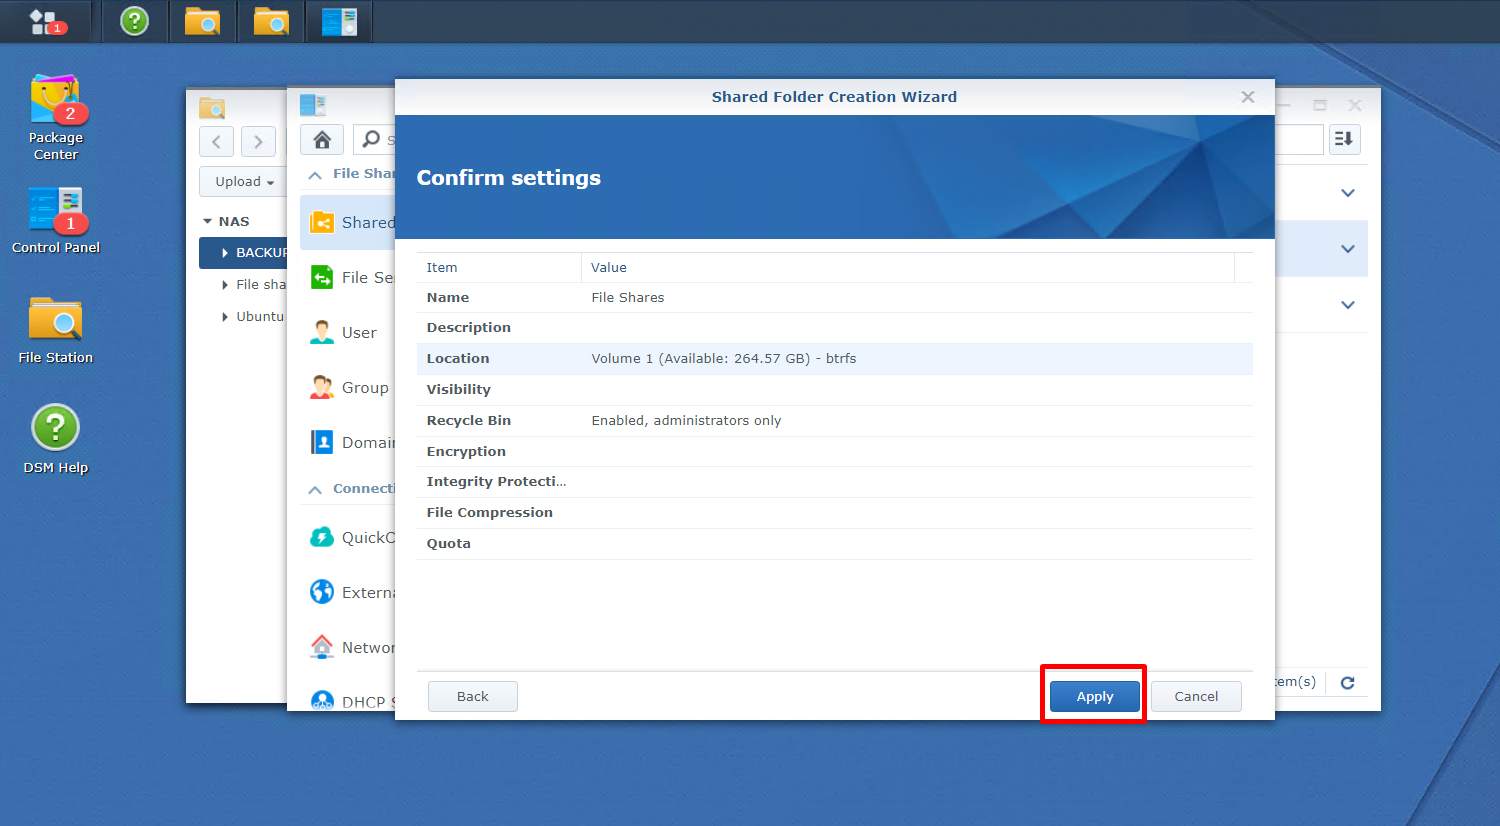 1
2
Package
Center
1
Control Panel
File Station
DSM Help
Upload
NAS
BACKUP
File sha
Ubuntu
S
File Shar
Shared
File Se
User
Group
Domain
Connecti
QuickC
Externa
Networ
DHCP S
Shared Folder Creation Wizard
Confirm settings
Item Value
Name File Shares
Description
Location Volume 1 (Available: 264.57 GB) - btrfs
Visibility
Recycle Bin Enabled, administrators only
Encryption
Integrity Protecti...
File Compression
Quota
Back Apply Cancel
tem(s)